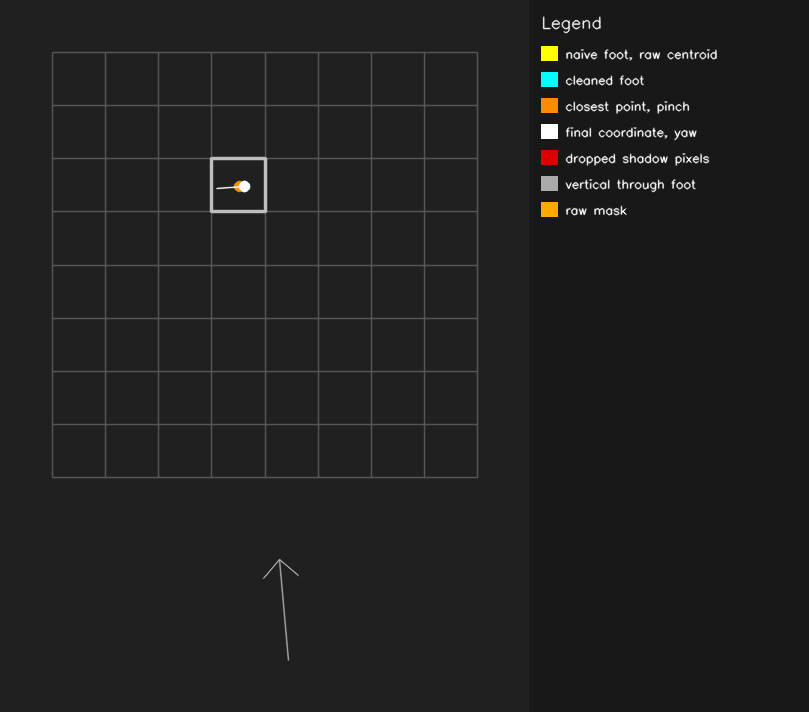 Legend
naive foot, raw centroid
cleaned foot
closest point, pinch
final coordinate, yaw
dropped shadow pixels
vertical through foot
raw mask